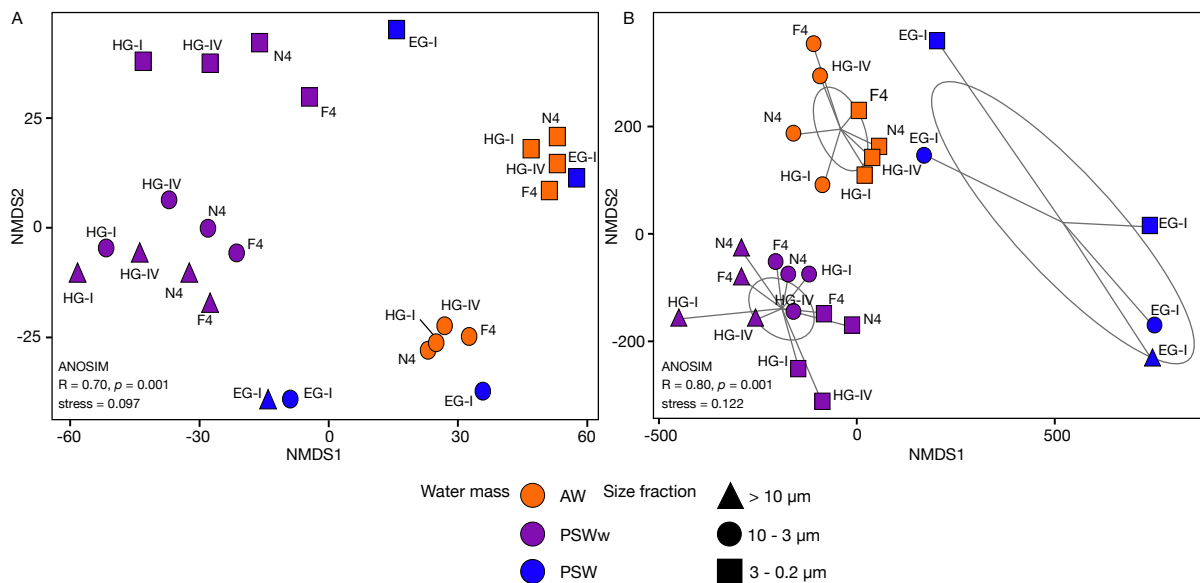 A
HG-I
HG-IV
N4
F4
EG-I
N4
HG-I
HG-IV
EG-I
F4
HG-IV
N4
HG-I
F4
HG-IV
HG-I
N4
F4
HG-IV
HG-I
F4
N4
EG-I
EG-I
EG-I
ANOSIM
R = 0.70, p = 0.001
stress = 0.097
25
0
-25
NMDS2
-60
-30
0
30
60
NMDS1
B
F4
HG-IV
F4
N4
N4
HG-IV
HG-I
HG-I
EG-I
EG-I
EG-I
EG-I
EG-I
N4
F4
N4
HG-I
F4
HG-I
HG-IV
F4
HG-IV
N4
HG-I
HG-IV
ANOSIM
R = 0.80, p = 0.001
stress = 0.122
200
0
-200
NMDS2
-500
0
500
NMDS1
Water mass
AW
PSWw
PSW
Size fraction
> 10 µm
10 - 3 µm
3 - 0.2 µm